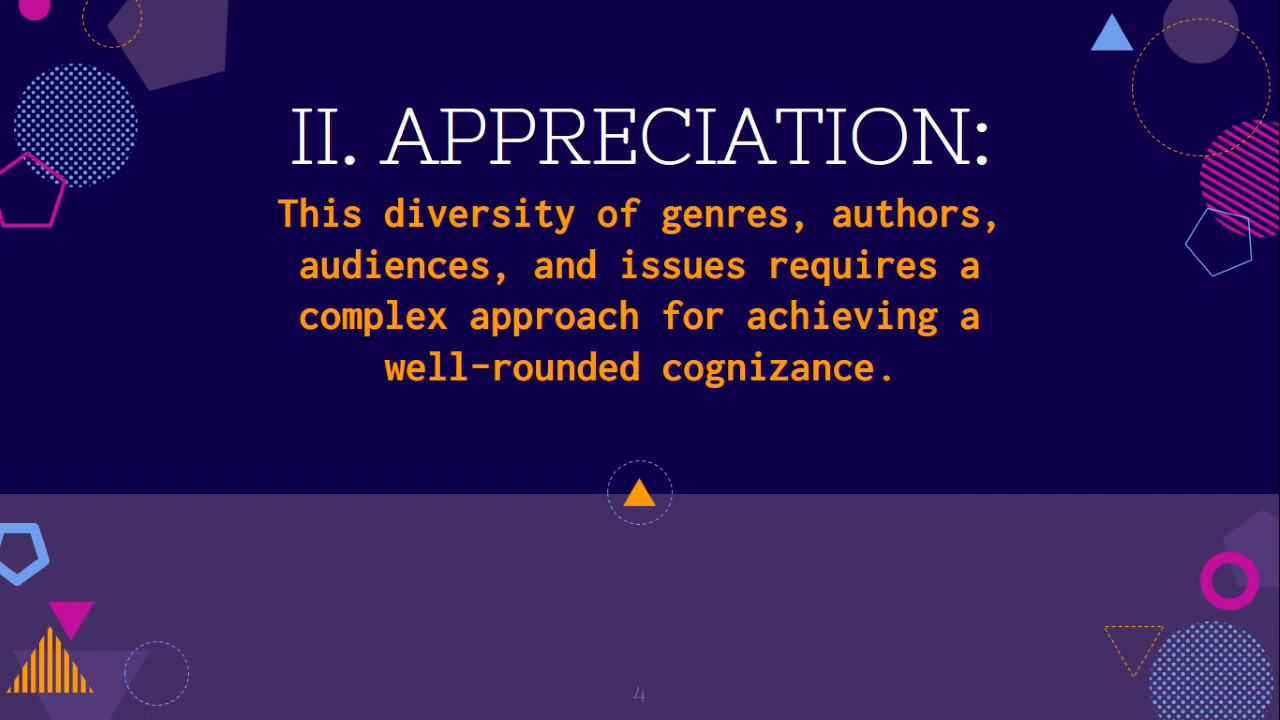 II. APPRECIATION:
This diversity of genres, authors,
audiences, and issues requires a
complex approach for achieving a
well-rounded cognizance.
4